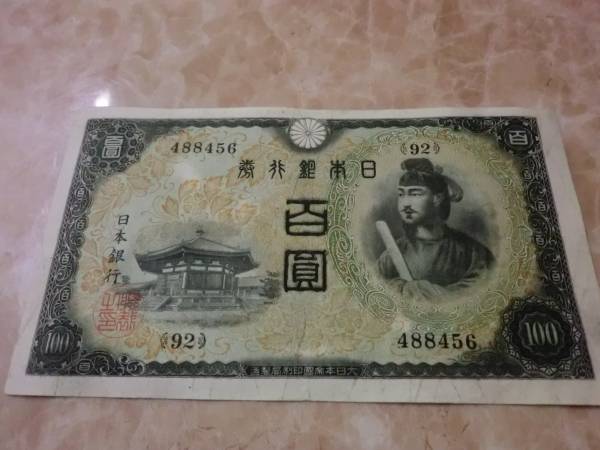 圓
488456
{92}
百
日本銀行券
百圓
日本銀行
{92}
488456
100
100
大日本帝國印刷局製造